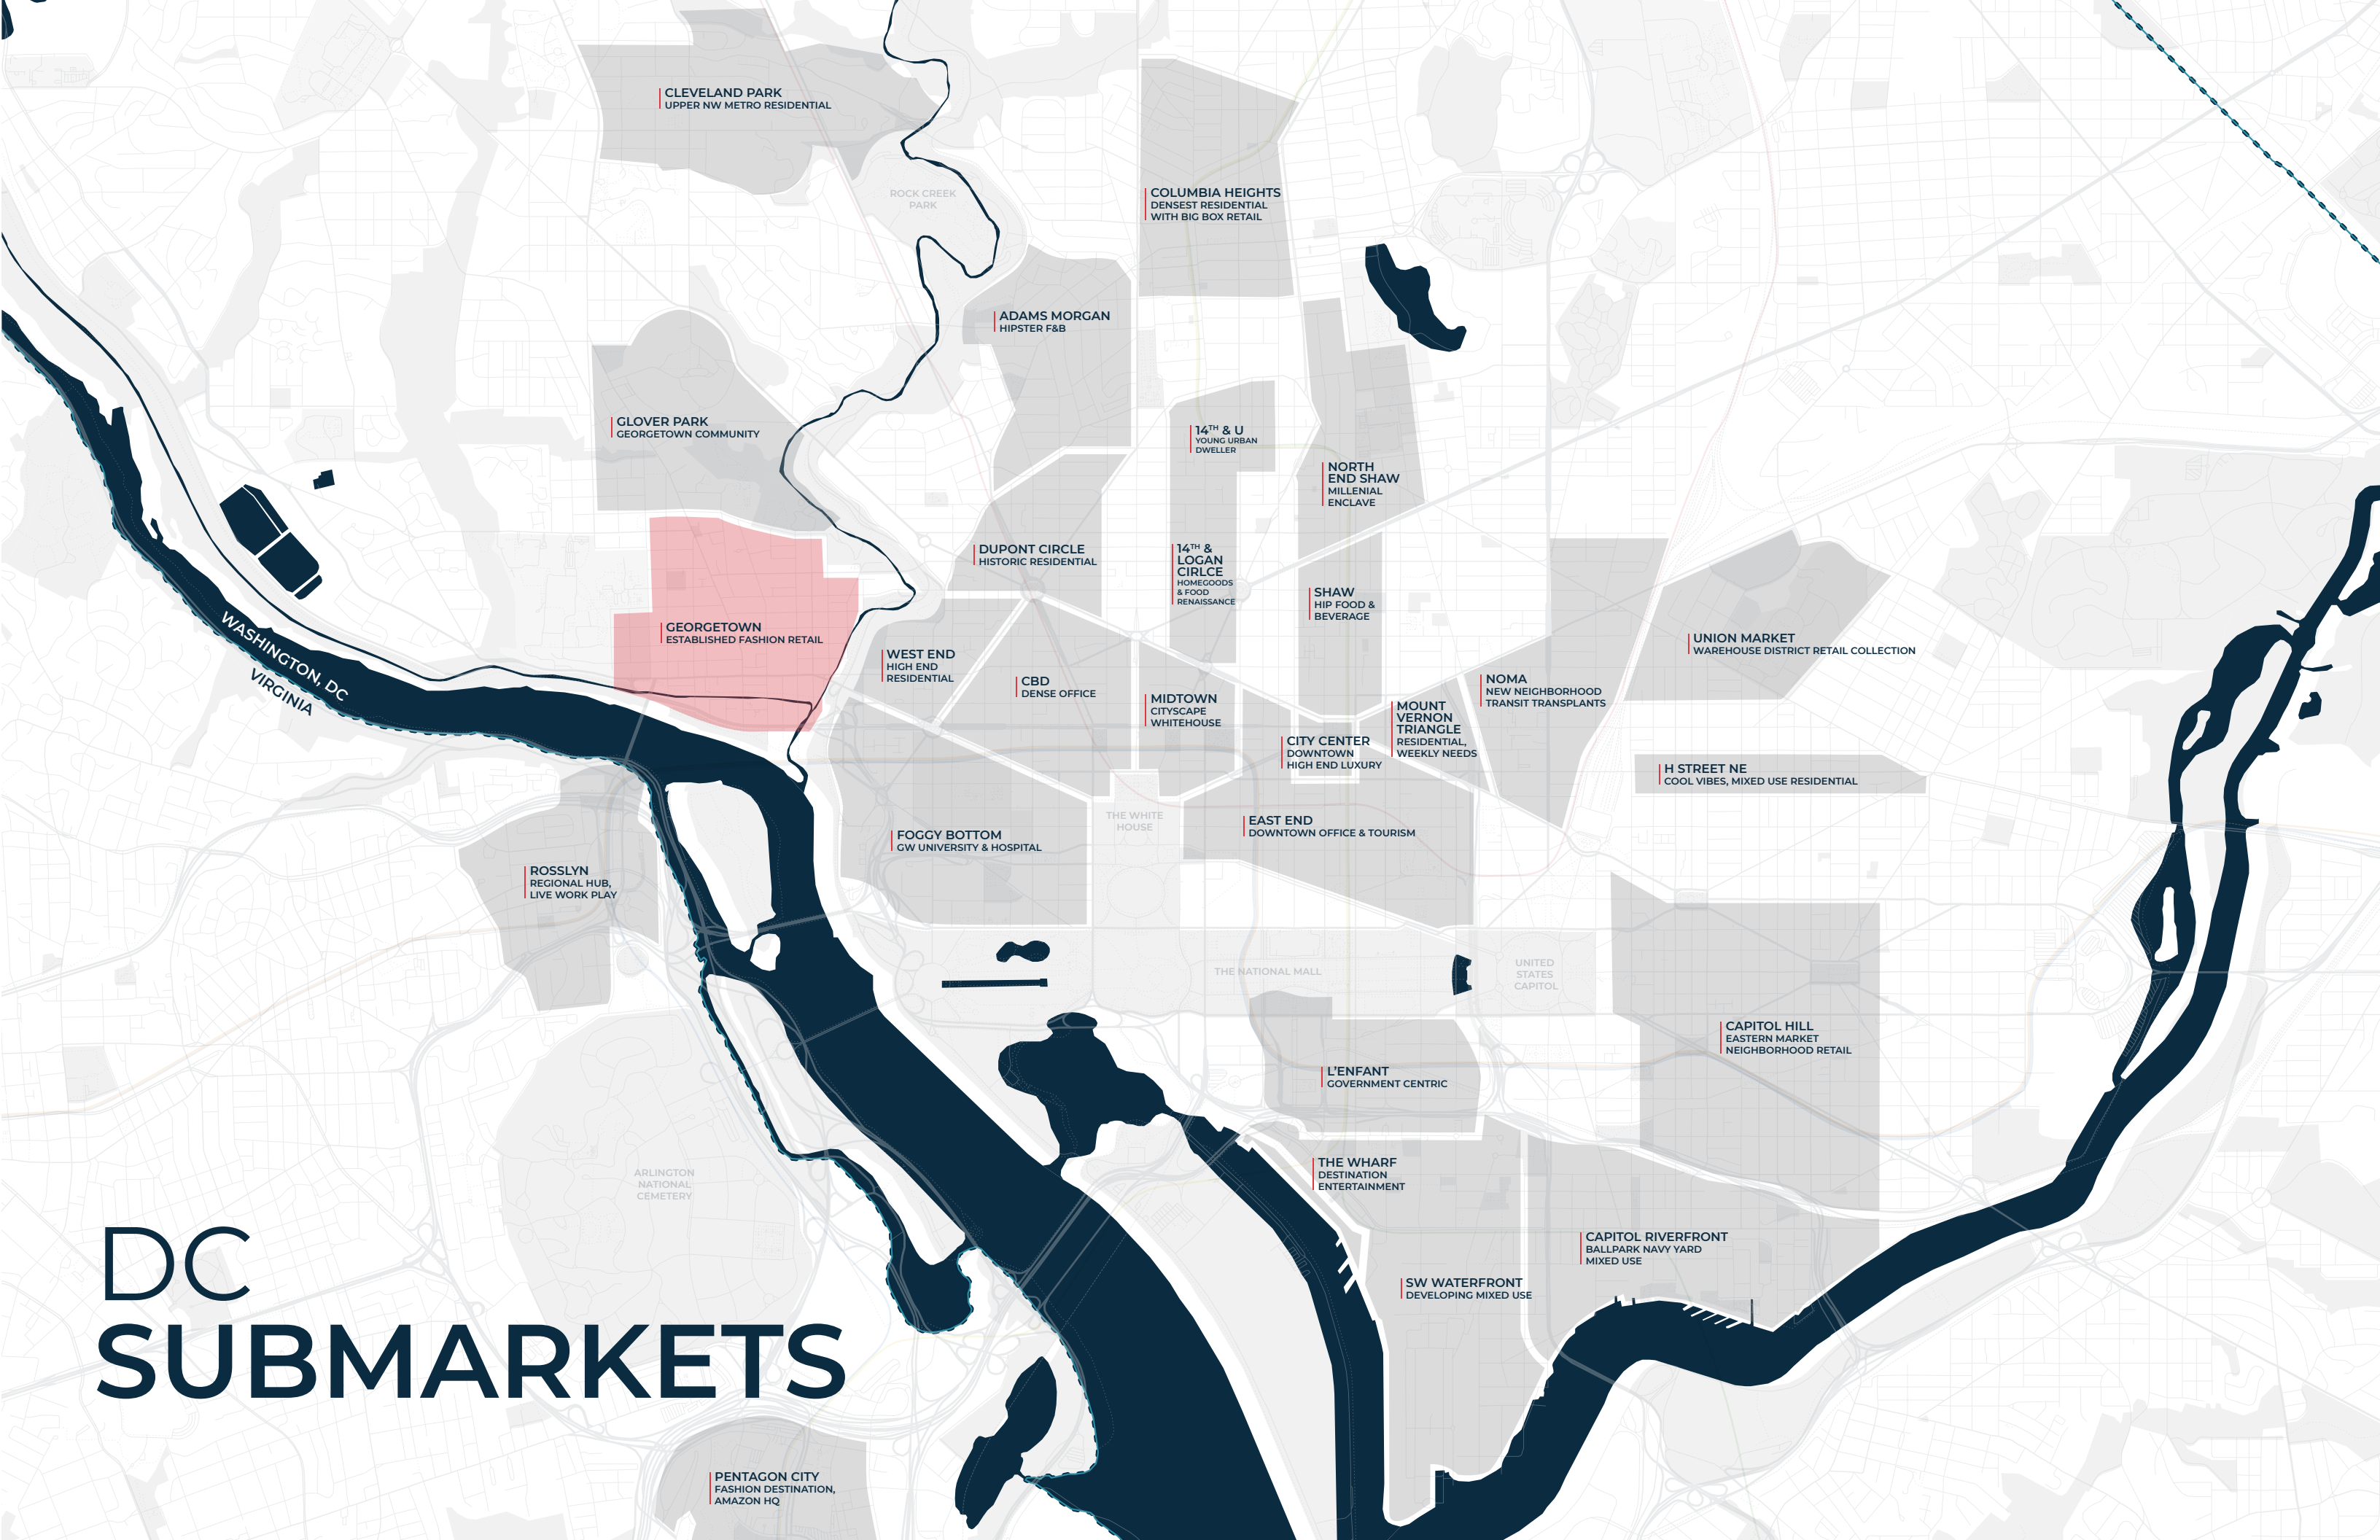 CLEVELAND PARK
UPPER NW METRO RESIDENTIAL
ROCK CREEK
PARK
COLUMBIA HEIGHTS
DENSEST RESIDENTIAL
WITH BIG BOX RETAIL
ADAMS MORGAN
HIPSTER F&B
GLOVER PARK
GEORGETOWN COMMUNITY
14TH & U
YOUNG URBAN
DWELLER
NORTH
END SHAW
MILLENIAL
ENCLAVE
DUPONT CIRCLE
HISTORIC RESIDENTIAL
14TH &
LOGAN
CIRLCE
HOMEGOODS
& FOOD
RENAISSANCE
SHAW
HIP FOOD &
BEVERAGE
GEORGETOWN
ESTABLISHED FASHION RETAIL
UNION MARKET
WAREHOUSE DISTRICT RETAIL COLLECTION
WASHINGTON, DC
VIRGINIA
WEST END
HIGH END
RESIDENTIAL
CBD
DENSE OFFICE
MIDTOWN
CITYSCAPE
WHITEHOUSE
NOMA
NEW NEIGHBORHOOD
TRANSIT TRANSPLANTS
MOUNT
VERNON
TRIANGLE
RESIDENTIAL,
WEEKLY NEEDS
CITY CENTER
DOWNTOWN
HIGH END LUXURY
H STREET NE
COOL VIBES, MIXED USE RESIDENTIAL
THE WHITE
HOUSE
EAST END
DOWNTOWN OFFICE & TOURISM
FOGGY BOTTOM
GW UNIVERSITY & HOSPITAL
ROSSLYN
REGIONAL HUB,
LIVE WORK PLAY
THE NATIONAL MALL
UNITED
STATES
CAPITOL
CAPITOL HILL
EASTERN MARKET
NEIGHBORHOOD RETAIL
L'ENFANT
GOVERNMENT CENTRIC
ARLINGTON
NATIONAL
CEMETERY
THE WHARF
DESTINATION
ENTERTAINMENT
CAPITOL RIVERFRONT
BALLPARK NAVY YARD
MIXED USE
SW WATERFRONT
DEVELOPING MIXED USE
DC
SUBMARKETS
PENTAGON CITY
FASHION DESTINATION,
AMAZON HQ